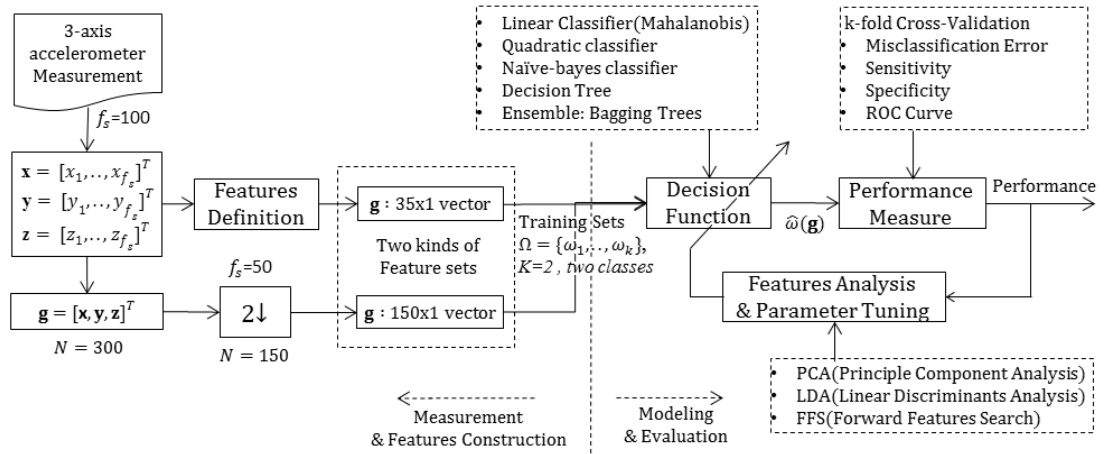 3-axis
accelerometer
Measurement
f_s=100
x = [x_1,..,x_{f_s}]^T
y = [y_1,..,y_{f_s}]^T
z = [z_1,..,z_{f_s}]^T
g = [x, y, z]^T
N = 300
Features
Definition
f_s=50
2↓
N = 150
g : 35x1 vector
Two kinds of
Feature sets
g : 150x1 vector
Training Sets
Ω = {ω_1,..,ω_k},
K=2 , two classes
• Linear Classifier(Mahalanobis)
• Quadratic classifier
• Naïve-bayes classifier
• Decision Tree
• Ensemble: Bagging Trees
Decision
Function
ω̂(g)
k-fold Cross-Validation
• Misclassification Error
• Sensitivity
• Specificity
• ROC Curve
Performance
Measure
Performance
Features Analysis
& Parameter Tuning
• PCA(Principle Component Analysis)
• LDA(Linear Discriminants Analysis)
• FFS(Forward Features Search)
Measurement
& Features Construction
Modeling
& Evaluation